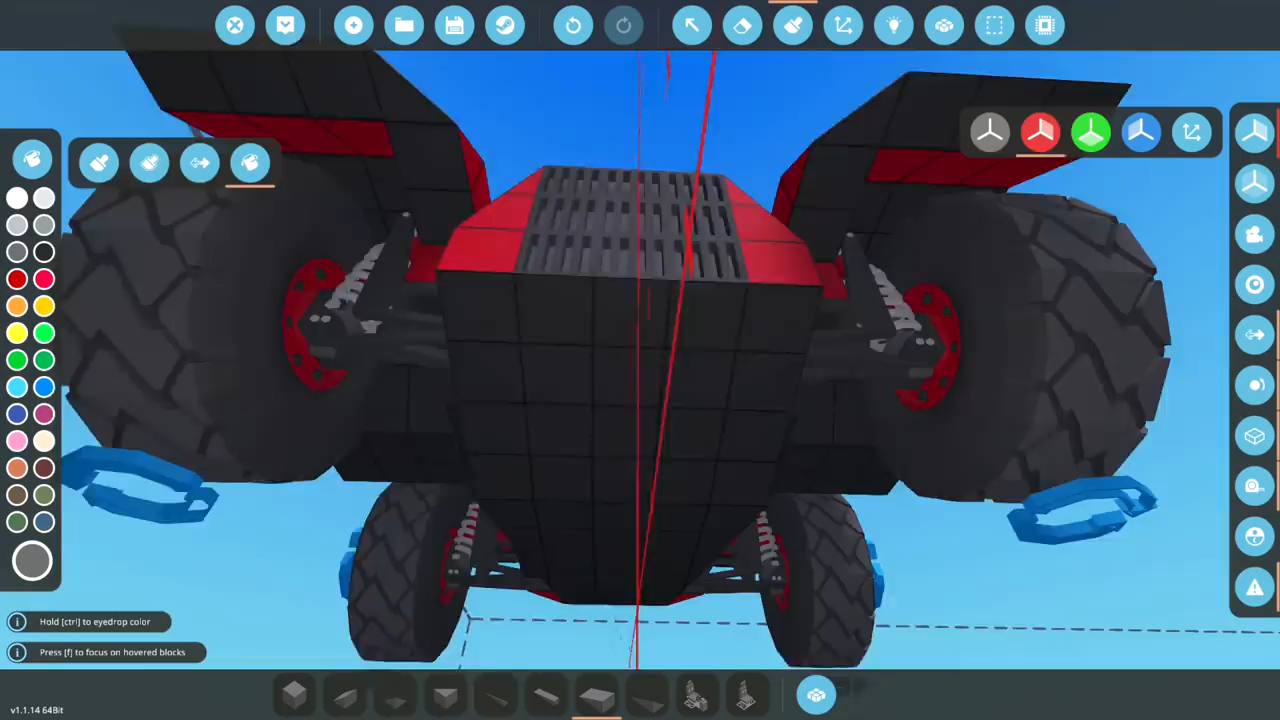 Hold [ctrl] to eyedrop color
Press [f] to focus on hovered blocks
v1.1.14 64Bit